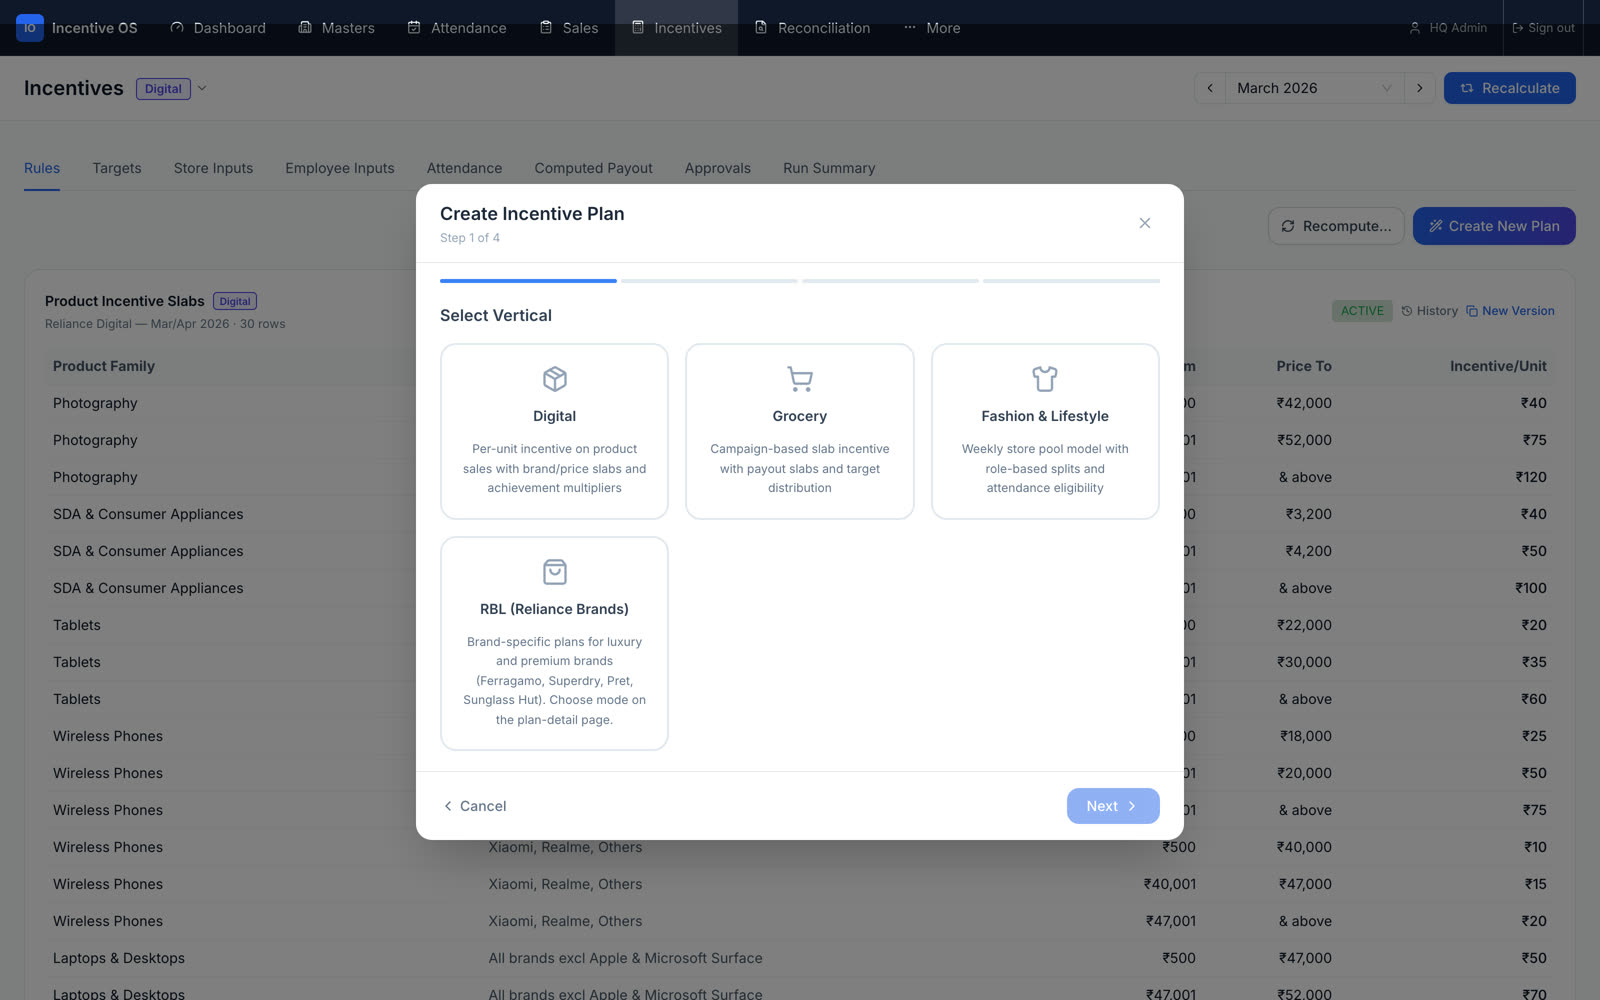 IO Incentive OS Dashboard Masters Attendance Sales Incentives Reconciliation More HQ Admin Sign out
Incentives Digital March 2026 Recalculate
Rules Targets Store Inputs Employee Inputs Attendance Computed Payout Approvals Run Summary
Recompute... Create New Plan
Product Incentive Slabs Digital
Reliance Digital — Mar/Apr 2026 · 30 rows
ACTIVE History New Version
Create Incentive Plan
Step 1 of 4
Select Vertical
Digital
Per-unit incentive on product
sales with brand/price slabs and
achievement multipliers
Grocery
Campaign-based slab incentive
with payout slabs and target
distribution
Fashion & Lifestyle
Weekly store pool model with
role-based splits and
attendance eligibility
RBL (Reliance Brands)
Brand-specific plans for luxury
and premium brands
(Ferragamo, Superdry, Pret,
Sunglass Hut). Choose mode on
the plan-detail page.
Cancel Next
Product Family Price To Incentive/Unit
Photography ₹42,000 ₹40
Photography ₹52,000 ₹75
Photography & above ₹120
SDA & Consumer Appliances ₹3,200 ₹40
SDA & Consumer Appliances ₹4,200 ₹50
SDA & Consumer Appliances & above ₹100
Tablets ₹22,000 ₹20
Tablets ₹30,000 ₹35
Tablets & above ₹60
Wireless Phones ₹18,000 ₹25
Wireless Phones ₹20,000 ₹50
Wireless Phones & above ₹75
Wireless Phones Xiaomi, Realme, Others ₹500 ₹40,000 ₹10
Wireless Phones Xiaomi, Realme, Others ₹40,001 ₹47,000 ₹15
Wireless Phones Xiaomi, Realme, Others ₹47,001 & above ₹20
Laptops & Desktops All brands excl Apple & Microsoft Surface ₹500 ₹47,000 ₹50
Laptops & Desktops All brands excl Apple & Microsoft Surface ₹47,001 ₹52,000 ₹70